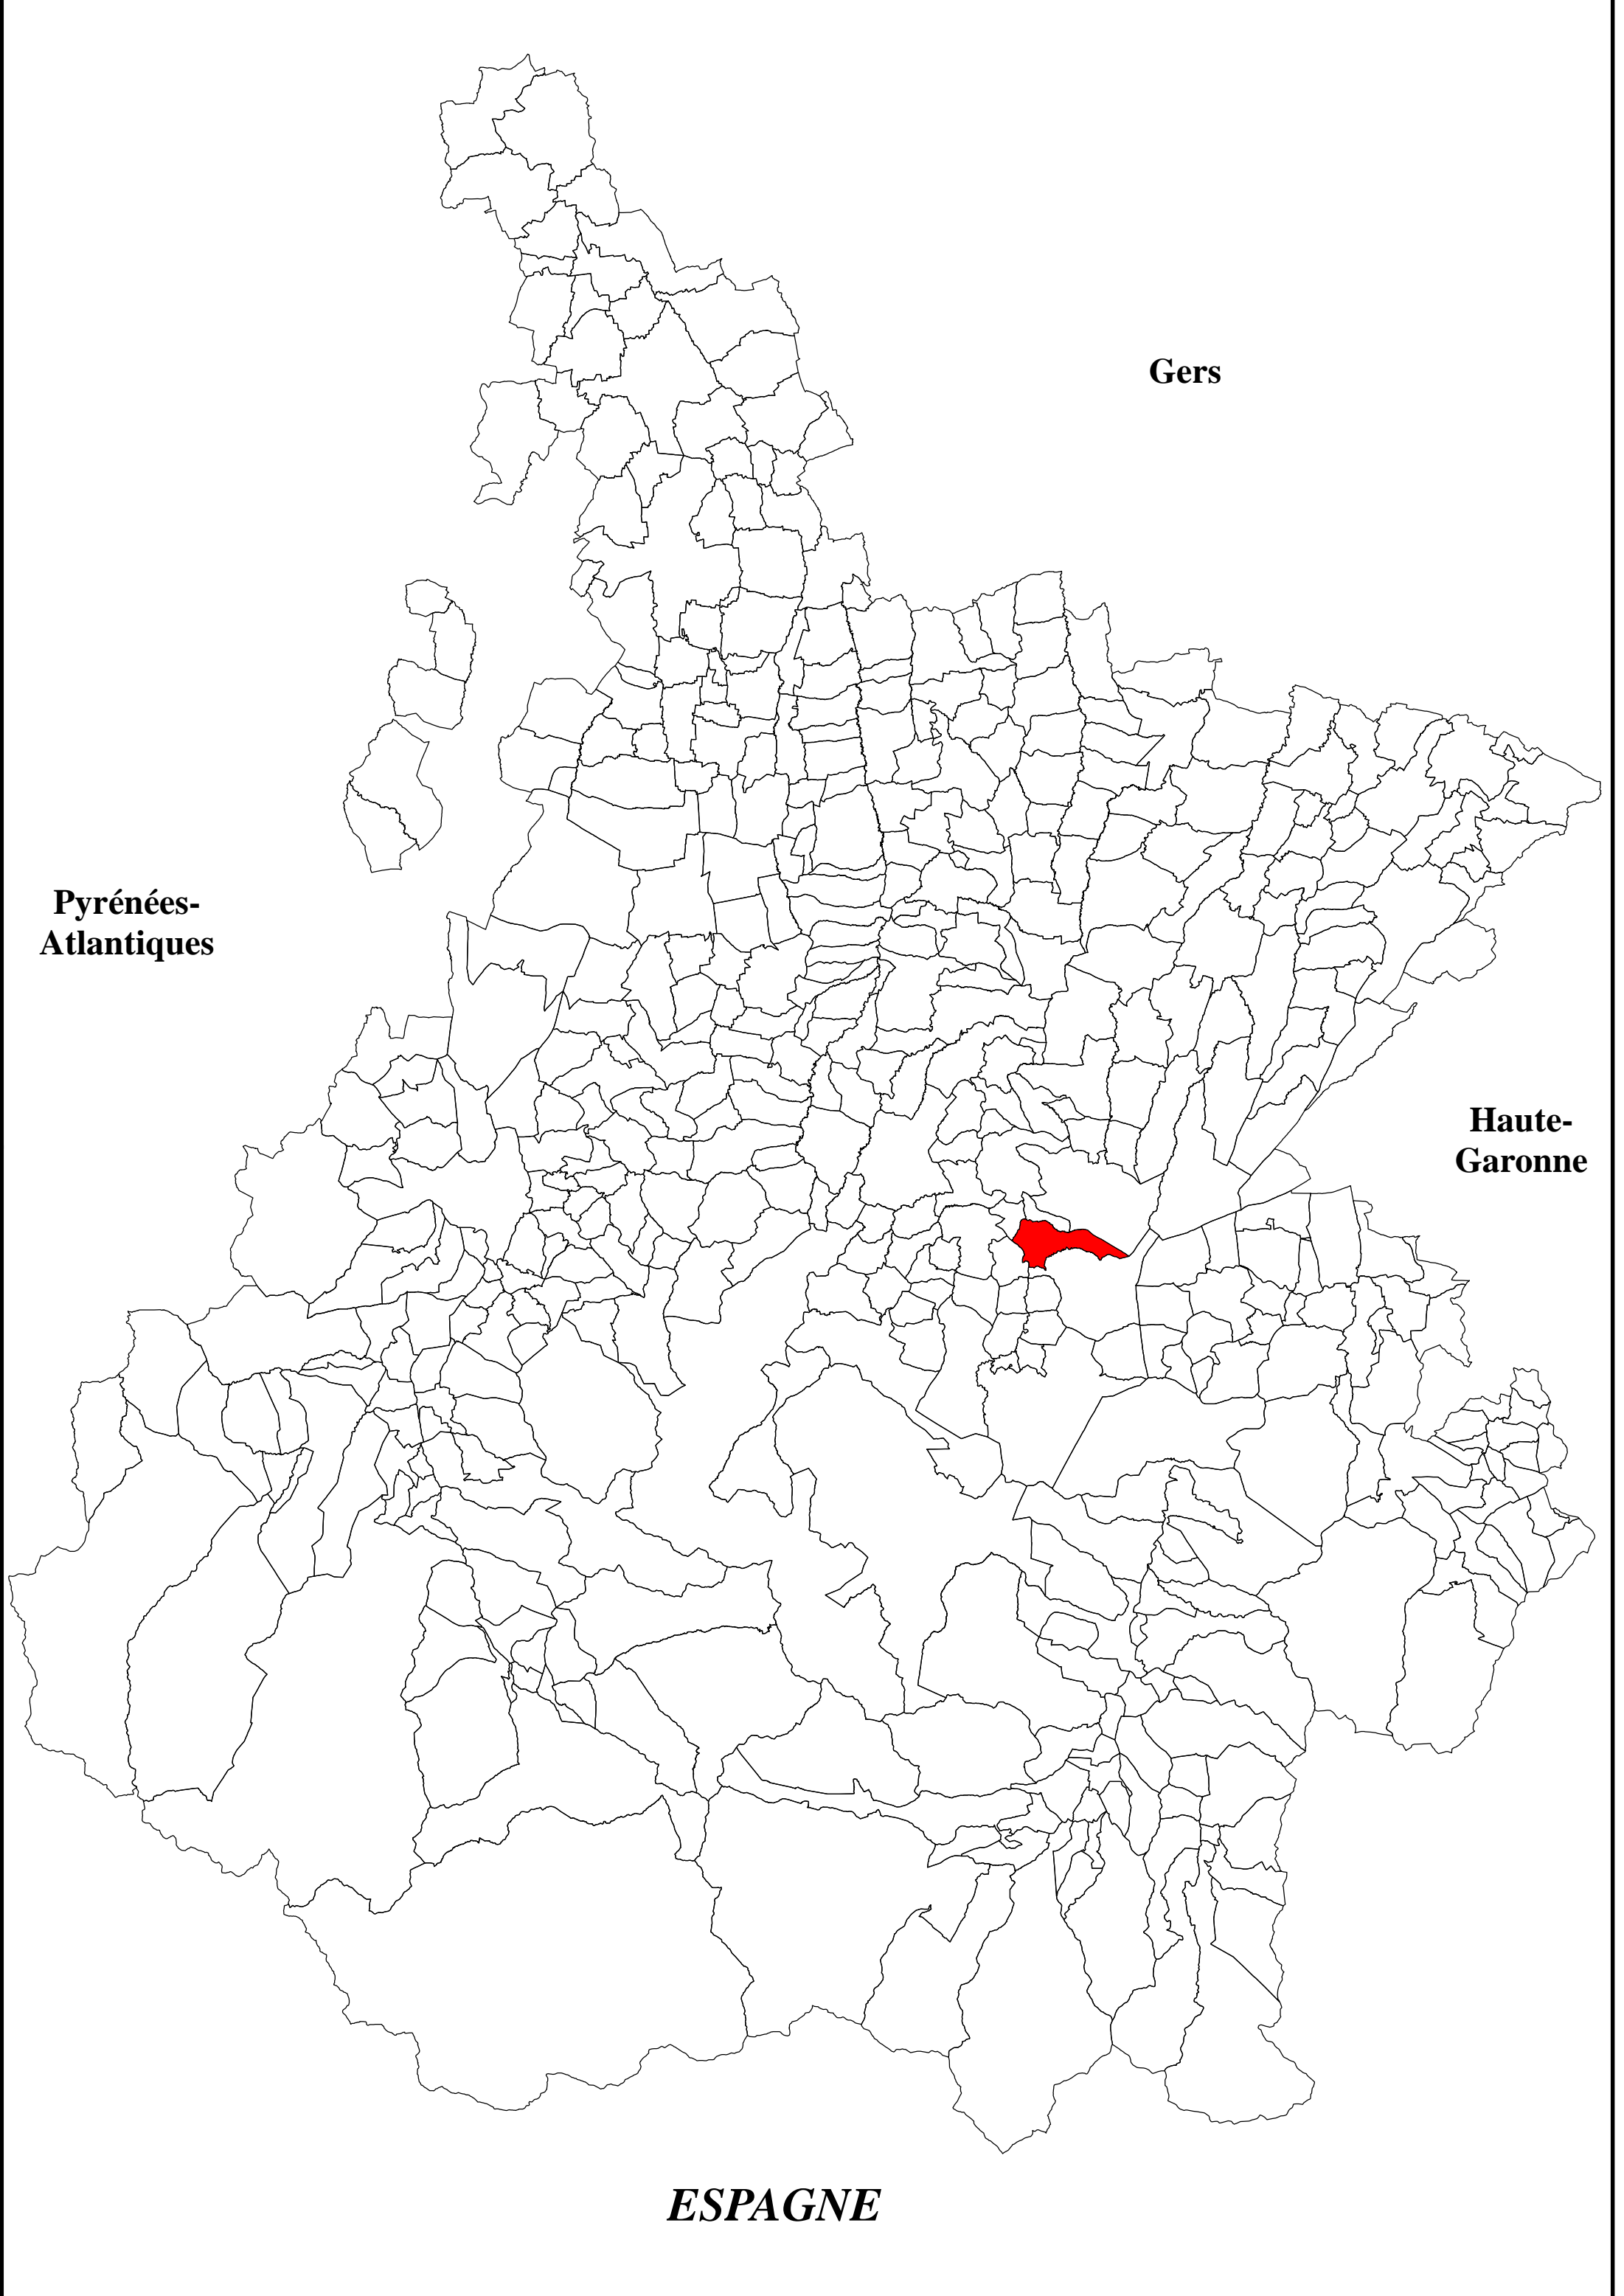 Gers
Pyrénées-
Atlantiques
Haute-
Garonne
ESPAGNE